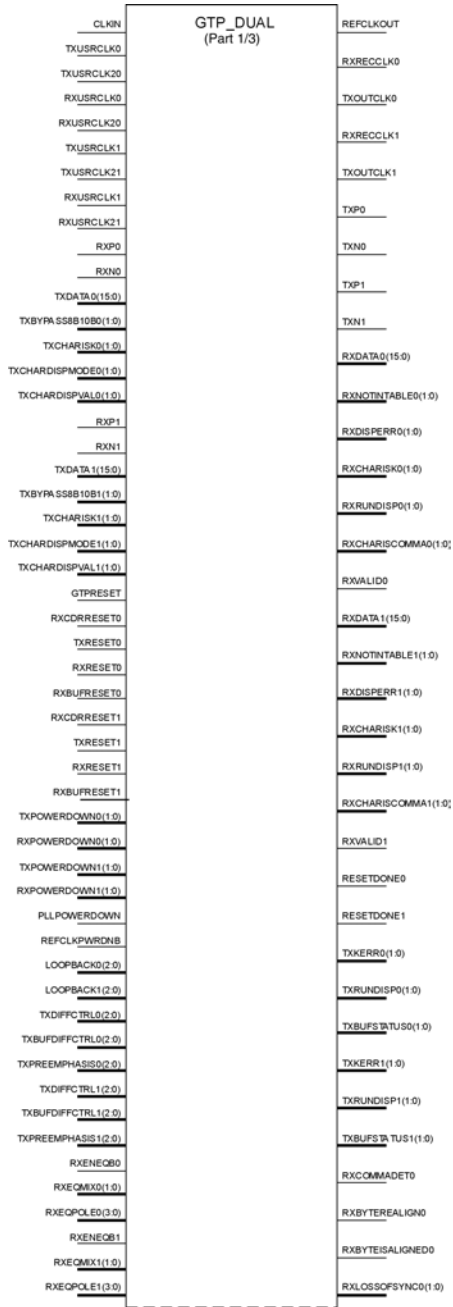 GTP_DUAL
(Part 1/3)
CLKIN
TXUSRCLK0
TXUSRCLK20
RXUSRCLK0
RXUSRCLK20
TXUSRCLK1
TXUSRCLK21
RXUSRCLK1
RXUSRCLK21
RXP0
RXN0
TXDATA0(15:0)
TXBYPASS8B10B0(1:0)
TXCHARISK0(1:0)
TXCHARDISPMODE0(1:0)
TXCHARDISPVAL0(1:0)
RXP1
RXN1
TXDATA1(15:0)
TXBYPASS8B10B1(1:0)
TXCHARISK1(1:0)
TXCHARDISPMODE1(1:0)
TXCHARDISPVAL1(1:0)
GTPRESET
RXCDRRESET0
TXRESET0
RXRESET0
RXBUFRESET0
RXCDRRESET1
TXRESET1
RXRESET1
RXBUFRESET1
TXPOWERDOWN0(1:0)
RXPOWERDOWN0(1:0)
TXPOWERDOWN1(1:0)
RXPOWERDOWN1(1:0)
PLLPOWERDOWN
REFCLKPWRDNB
LOOPBACK0(2:0)
LOOPBACK1(2:0)
TXDIFFCTRL0(2:0)
TXBUFDIFFCTRL0(2:0)
TXPREEMPHASIS0(2:0)
TXDIFFCTRL1(2:0)
TXBUFDIFFCTRL1(2:0)
TXPREEMPHASIS1(2:0)
RXENEQB0
RXEQMIX0(1:0)
RXEQPOLE0(3:0)
RXENEQB1
RXEQMIX1(1:0)
RXEQPOLE1(3:0)
REFCLKOUT
RXRECCLK0
TXOUTCLK0
RXRECCLK1
TXOUTCLK1
TXP0
TXN0
TXP1
TXN1
RXDATA0(15:0)
RXNOTINTABLE0(1:0)
RXDISPERR0(1:0)
RXCHARISK0(1:0)
RXRUNDISP0(1:0)
RXCHARISCOMMA0(1:0)
RXVALID0
RXDATA1(15:0)
RXNOTINTABLE1(1:0)
RXDISPERR1(1:0)
RXCHARISK1(1:0)
RXRUNDISP1(1:0)
RXCHARISCOMMA1(1:0)
RXVALID1
RESETDONE0
RESETDONE1
TXKERR0(1:0)
TXRUNDISP0(1:0)
TXBUFSTATUS0(1:0)
TXKERR1(1:0)
TXRUNDISP1(1:0)
TXBUFSTATUS1(1:0)
RXCOMMADET0
RXBYTEREALIGN0
RXBYTEISALIGNED0
RXLOSSOFSYNC0(1:0)